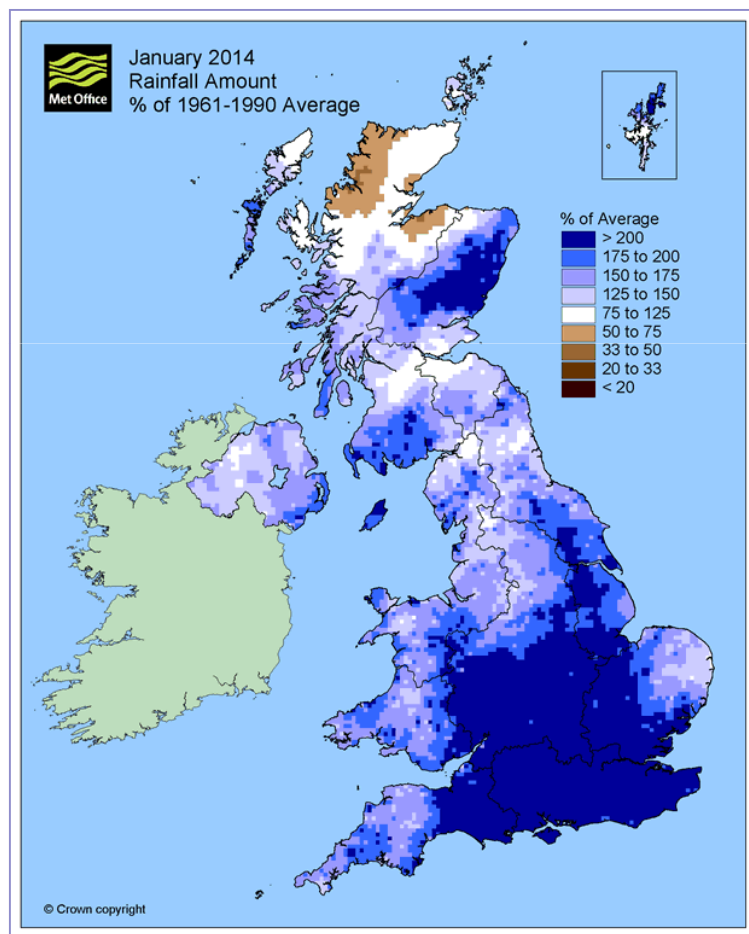 January 2014
Rainfall Amount
% of 1961-1990 Average
Met Office
% of Average
> 200
175 to 200
150 to 175
125 to 150
75 to 125
50 to 75
33 to 50
20 to 33
< 20
© Crown copyright